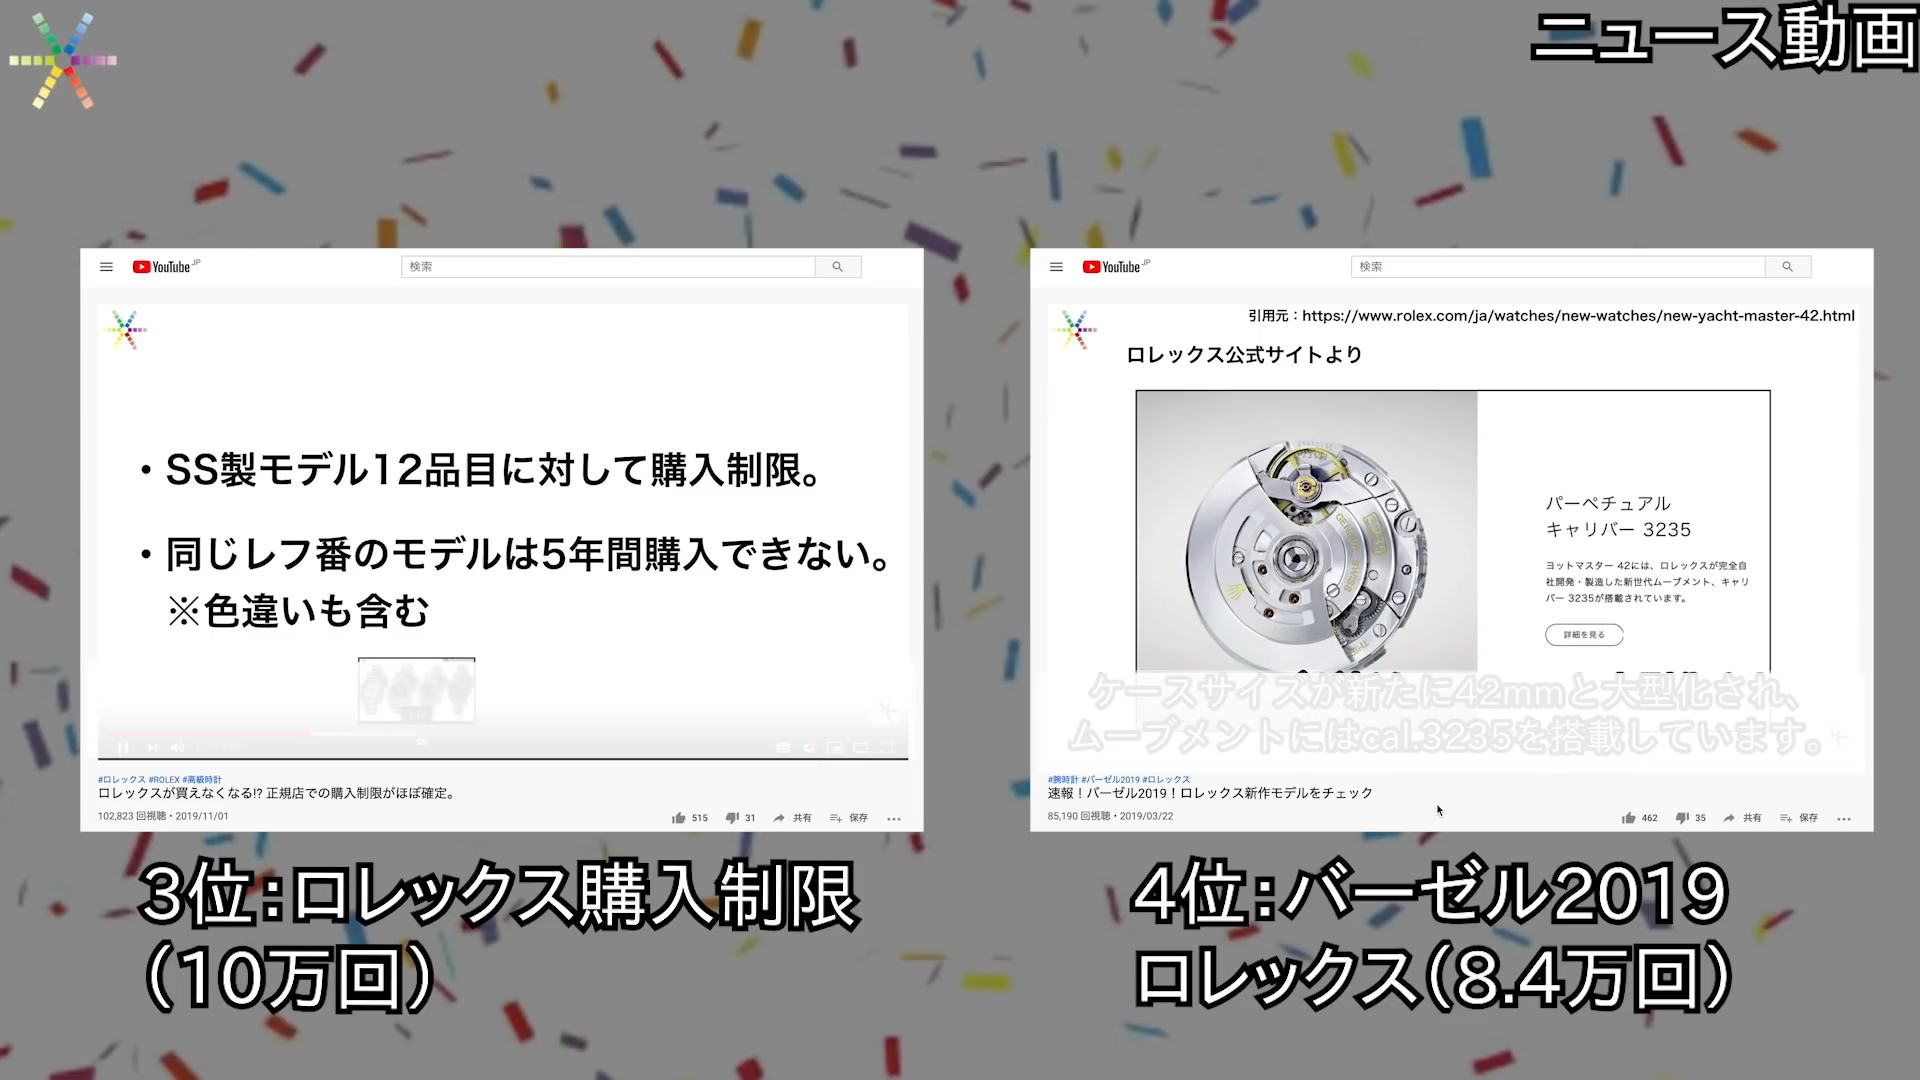 ニュース動画
YouTube JP
検索
・SS製モデル12品目に対して購入制限。
・同じレフ番のモデルは5年間購入できない。
※色違いも含む
#ロレックス #ROLEX #高級時計
ロレックスが買えなくなる!? 正規店での購入制限がほぼ確定。
102,823 回視聴・2019/11/01
515
31
共有
保存
3位：ロレックス購入制限
（10万回）
YouTube JP
検索
引用元：https://www.rolex.com/ja/watches/new-watches/new-yacht-master-42.html
ロレックス公式サイトより
パーペチュアル
キャリバー 3235
ヨットマスター 42には、ロレックスが完全自
社開発・製造した新世代ムーブメント、キャリ
バー 3235が搭載されています。
詳細を見る
ケースサイズが新たに42mmと大型化され、
ムーブメントにはcal.3235を搭載しています。
#腕時計 #バーゼル2019 #ロレックス
速報！バーゼル2019！ロレックス新作モデルをチェック
85,190 回視聴・2019/03/22
462
35
共有
保存
4位：バーゼル2019
ロレックス（8.4万回）